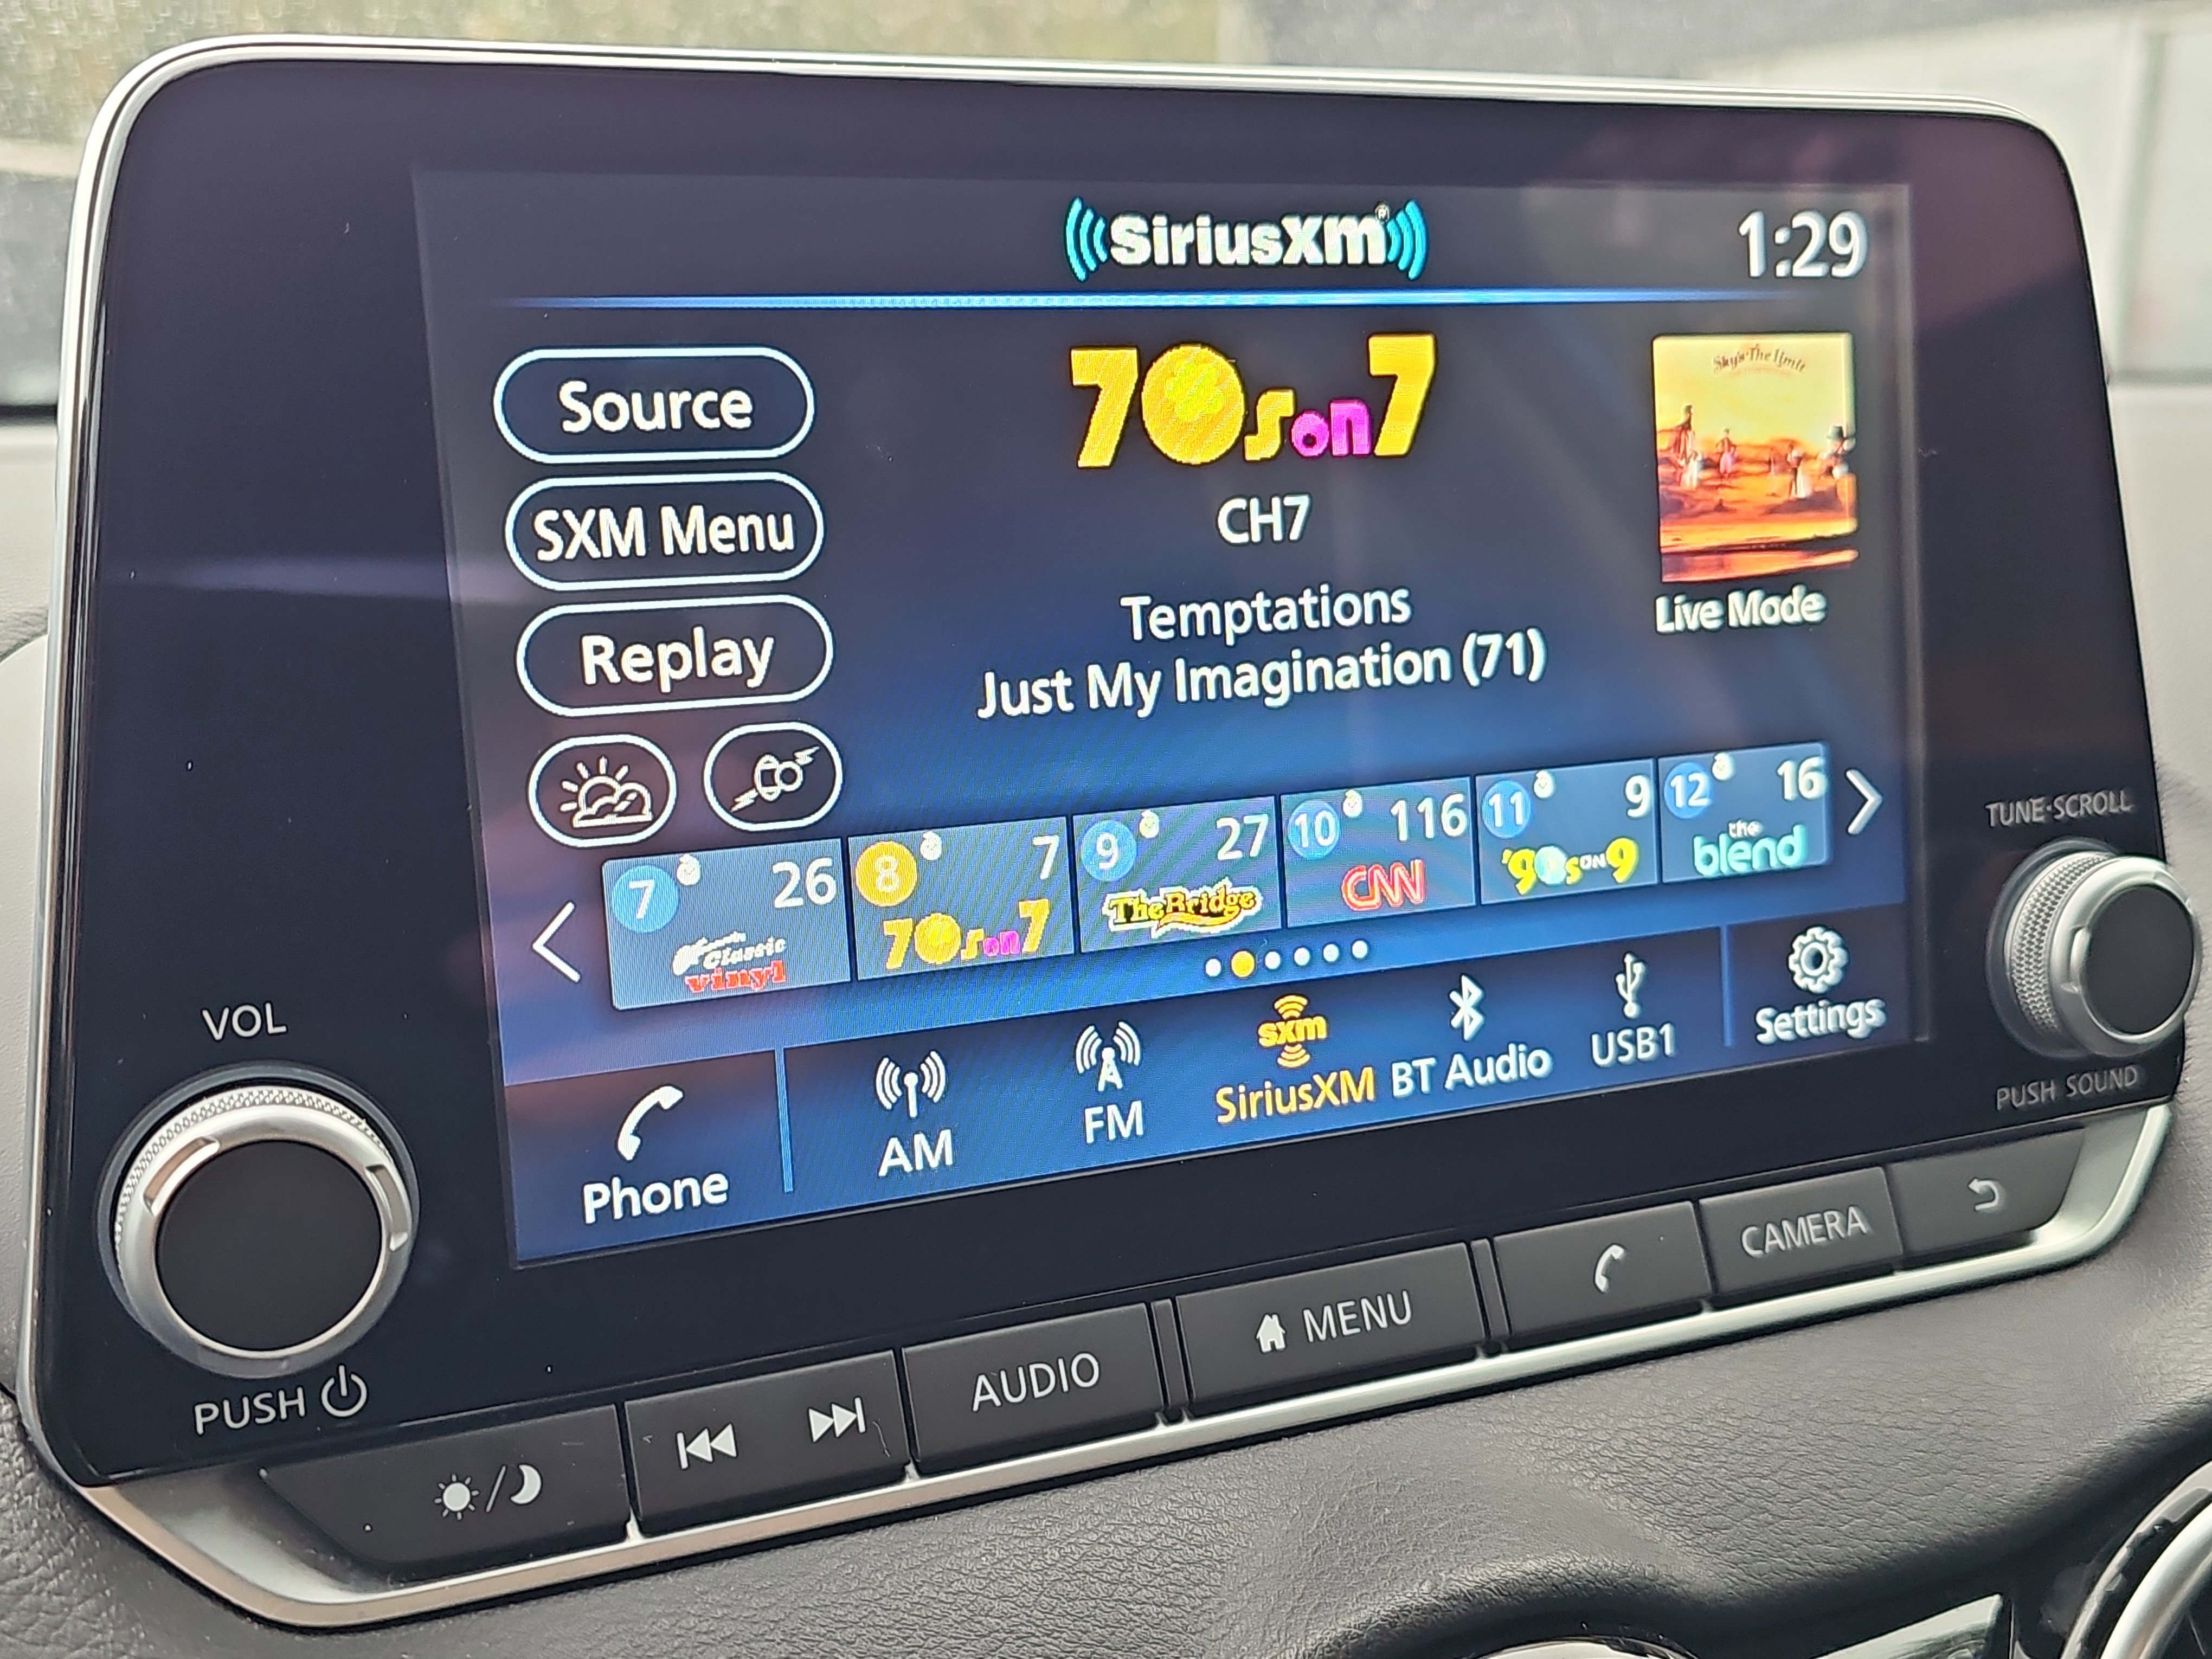 SiriusXM®
1:29
Source
70s on 7
Sky's The limit
SXM Menu
CH7
Replay
Temptations
Live Mode
Just My Imagination (71)
7 26
Classic
vinyl
8 7
70s on 7
9 27
The Bridge
10 116
CNN
11 9
'90s ON 9
12 16
the
blend
TUNE·SCROLL
VOL
Phone
AM
FM
sxm
SiriusXM
BT Audio
USB1
Settings
PUSH SOUND
PUSH
AUDIO
MENU
CAMERA